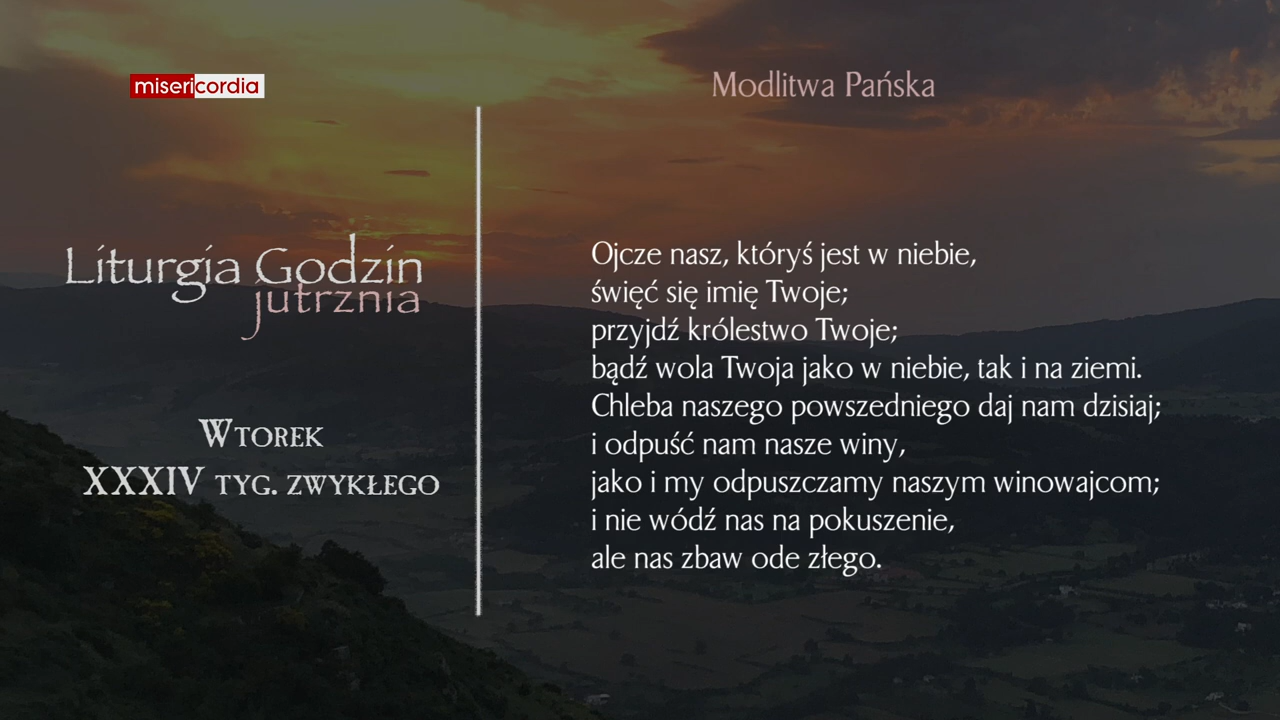 misericordia
Liturgia Godzin
jutrznia
Wtorek
XXXIV tyg. zwykłego
Modlitwa Pańska
Ojcze nasz, któryś jest w niebie,
święć się imię Twoje;
przyjdź królestwo Twoje;
bądź wola Twoja jako w niebie, tak i na ziemi.
Chleba naszego powszedniego daj nam dzisiaj;
i odpuść nam nasze winy,
jako i my odpuszczamy naszym winowajcom;
i nie wódź nas na pokuszenie,
ale nas zbaw ode złego.